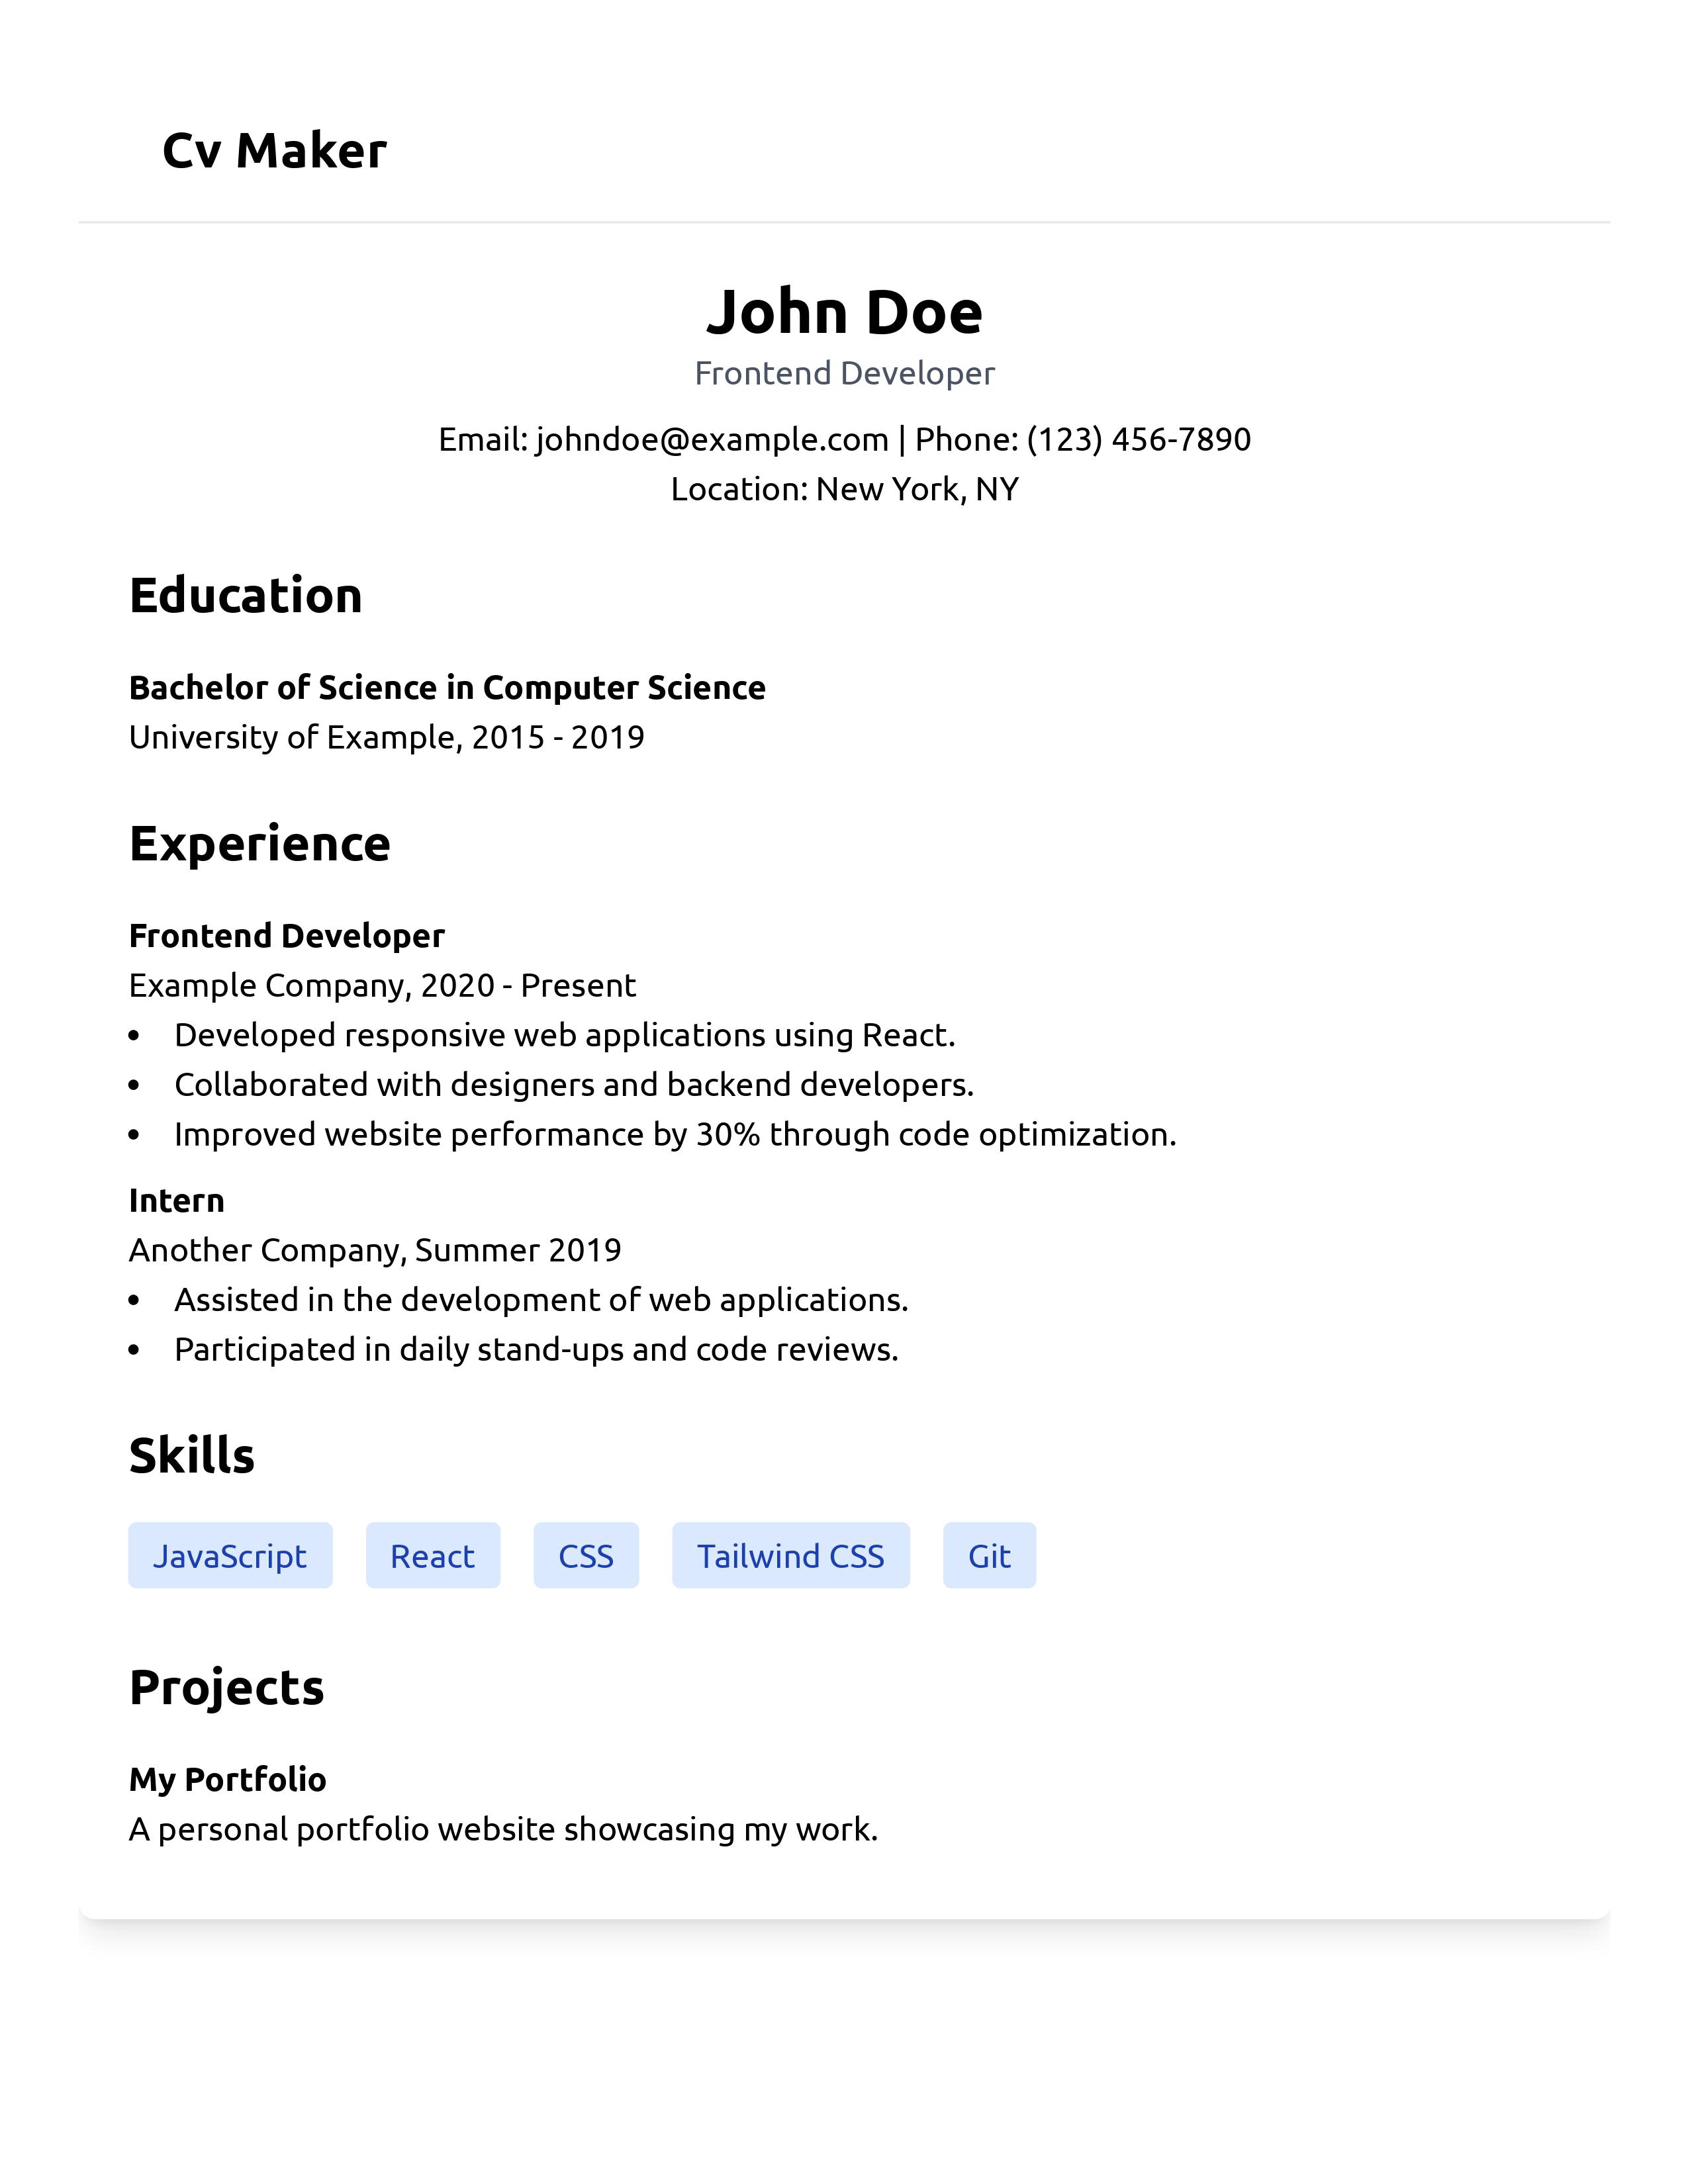 Cv Maker
John Doe
Frontend Developer
Email: johndoe@example.com | Phone: (123) 456-7890
Location: New York, NY
Education
Bachelor of Science in Computer Science
University of Example, 2015 - 2019
Experience
Frontend Developer
Example Company, 2020 - Present
• Developed responsive web applications using React.
• Collaborated with designers and backend developers.
• Improved website performance by 30% through code optimization.
Intern
Another Company, Summer 2019
• Assisted in the development of web applications.
• Participated in daily stand-ups and code reviews.
Skills
JavaScript React CSS Tailwind CSS Git
Projects
My Portfolio
A personal portfolio website showcasing my work.